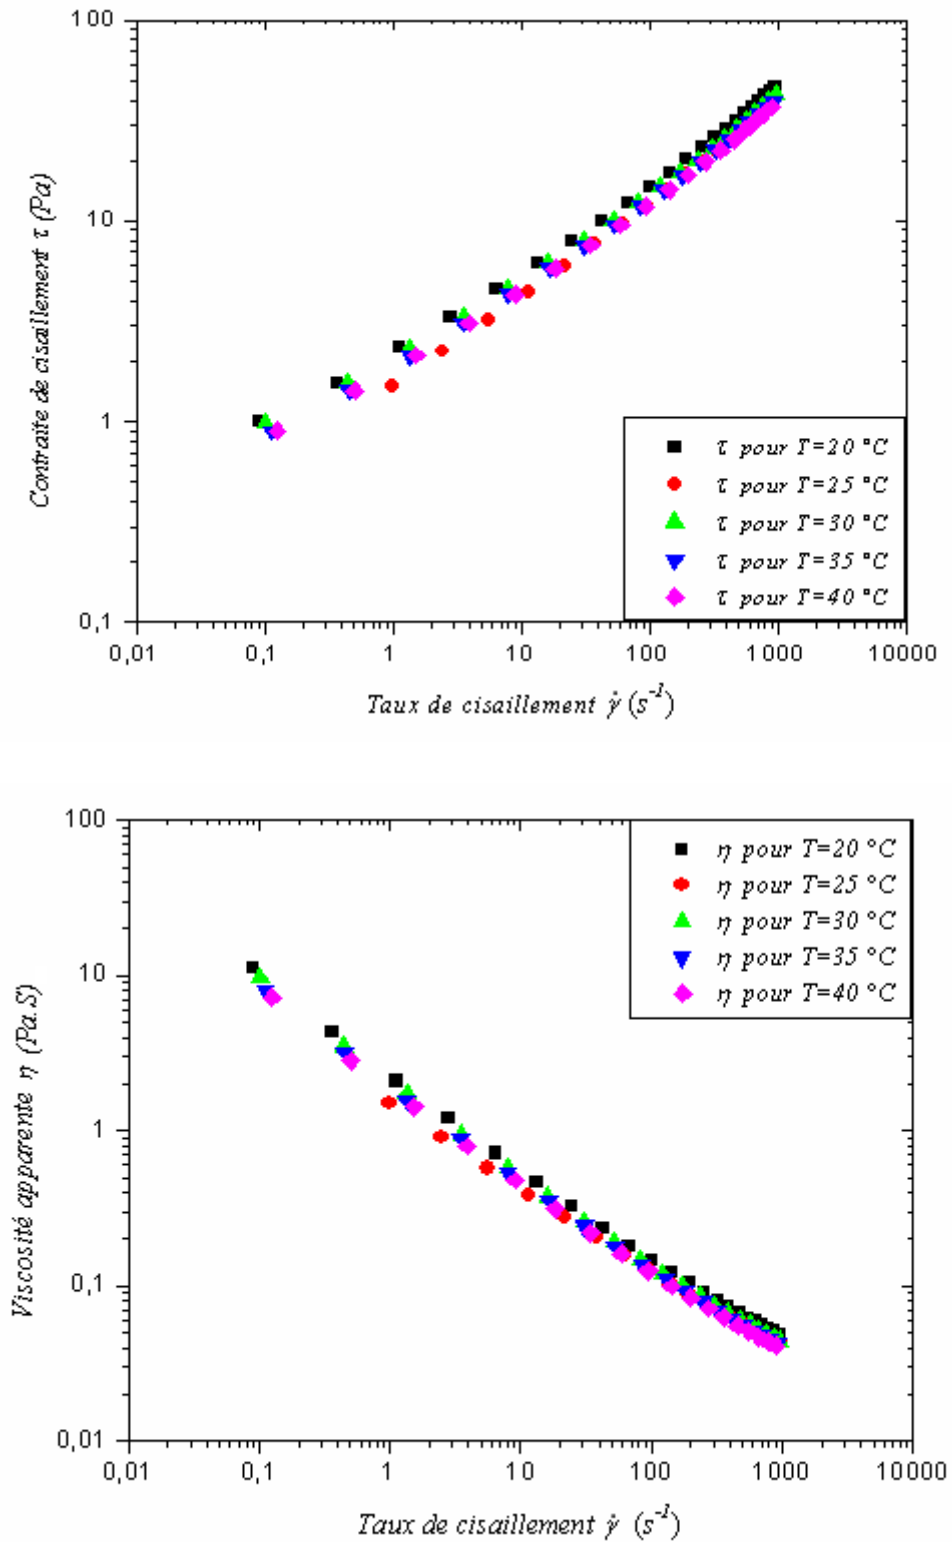 100
10
1
0,1
Contraite de cisaillement τ (Pa)
τ pour T=20 °C
τ pour T=25 °C
τ pour T=30 °C
τ pour T=35 °C
τ pour T=40 °C
0,01 0,1 1 10 100 1000 10000
Taux de cisaillement γ̇ (s⁻¹)
100
10
1
0,1
0,01
Viscosité apparente η (Pa.S)
η pour T=20 °C
η pour T=25 °C
η pour T=30 °C
η pour T=35 °C
η pour T=40 °C
0,01 0,1 1 10 100 1000 10000
Taux de cisaillement γ̇ (s⁻¹)